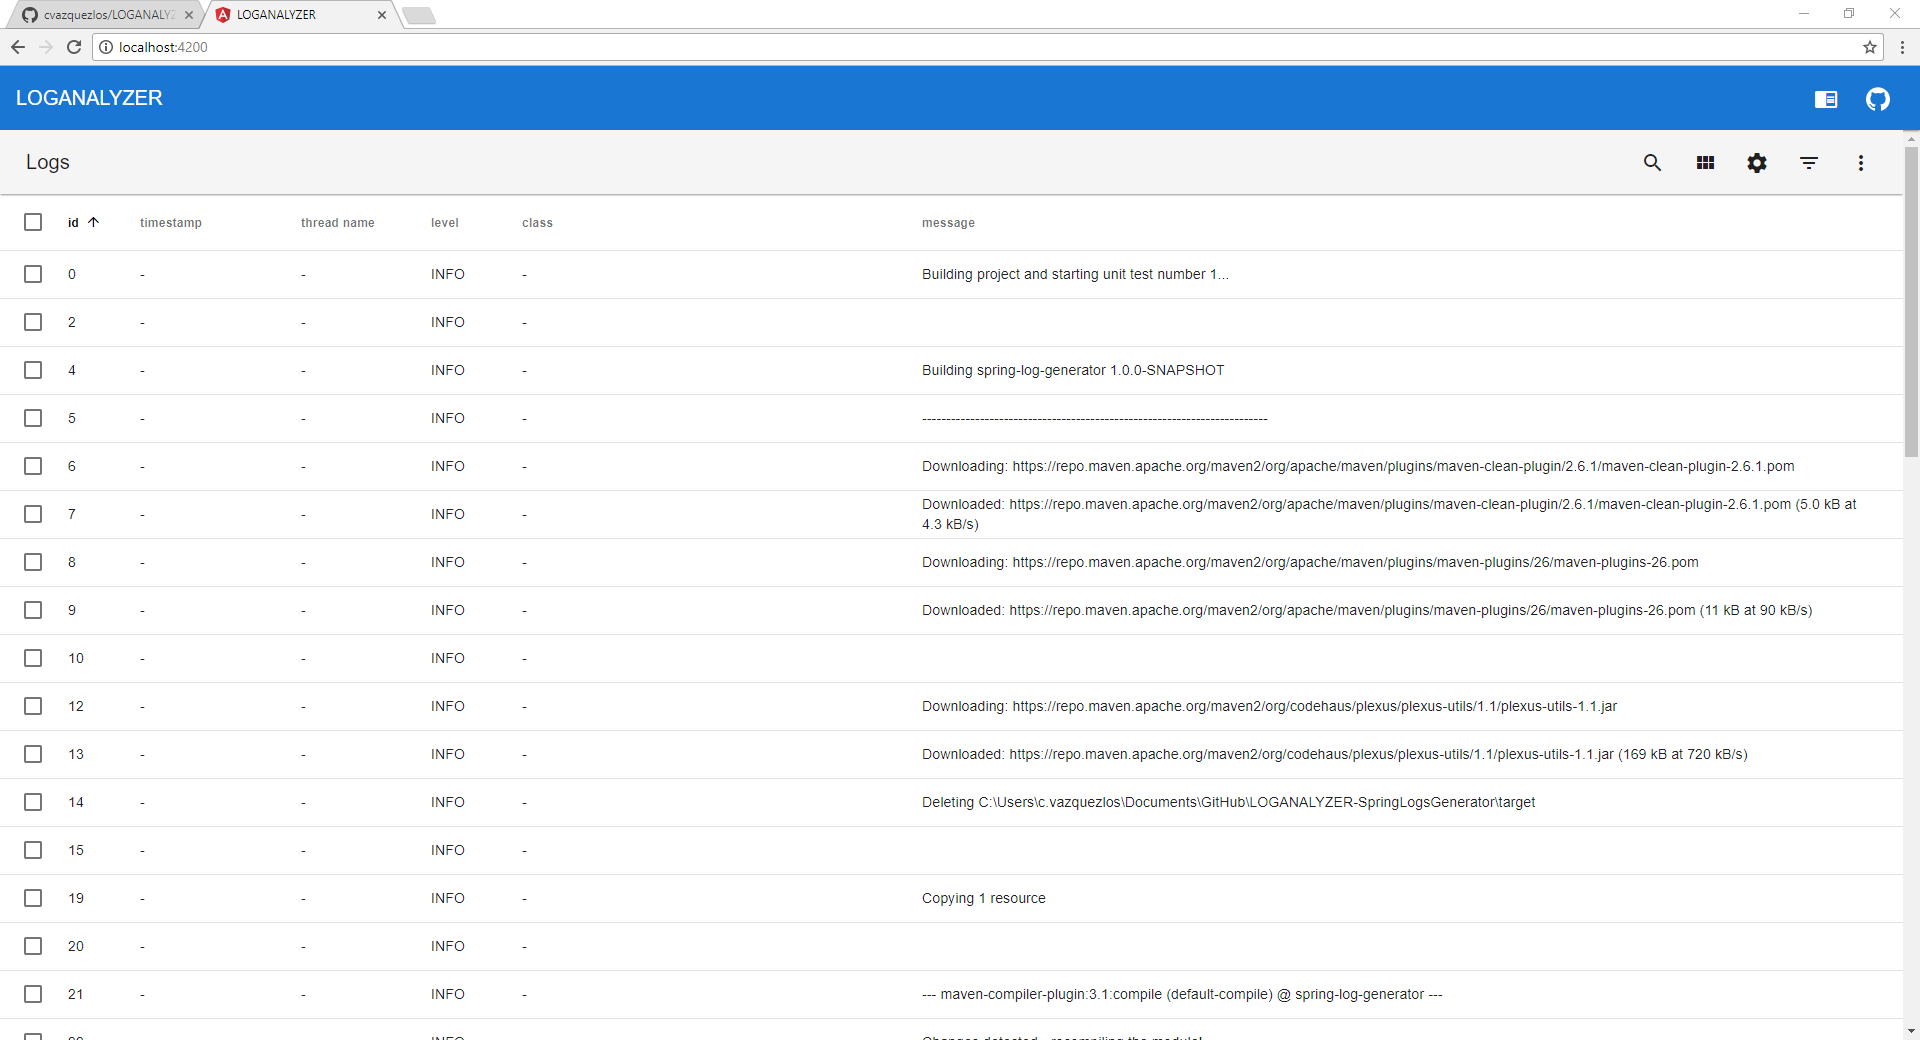 cvazquezlos/LOGANALYZ
LOGANALYZER
localhost:4200
LOGANALYZER
Logs
id timestamp thread name level class message
0 - - INFO - Building project and starting unit test number 1...
2 - - INFO -
4 - - INFO - Building spring-log-generator 1.0.0-SNAPSHOT
5 - - INFO - ------------------------------------------------------------------------
6 - - INFO - Downloading: https://repo.maven.apache.org/maven2/org/apache/maven/plugins/maven-clean-plugin/2.6.1/maven-clean-plugin-2.6.1.pom
7 - - INFO - Downloaded: https://repo.maven.apache.org/maven2/org/apache/maven/plugins/maven-clean-plugin/2.6.1/maven-clean-plugin-2.6.1.pom (5.0 kB at
4.3 kB/s)
8 - - INFO - Downloading: https://repo.maven.apache.org/maven2/org/apache/maven/plugins/maven-plugins/26/maven-plugins-26.pom
9 - - INFO - Downloaded: https://repo.maven.apache.org/maven2/org/apache/maven/plugins/maven-plugins/26/maven-plugins-26.pom (11 kB at 90 kB/s)
10 - - INFO -
12 - - INFO - Downloading: https://repo.maven.apache.org/maven2/org/codehaus/plexus/plexus-utils/1.1/plexus-utils-1.1.jar
13 - - INFO - Downloaded: https://repo.maven.apache.org/maven2/org/codehaus/plexus/plexus-utils/1.1/plexus-utils-1.1.jar (169 kB at 720 kB/s)
14 - - INFO - Deleting C:\Users\c.vazquezlos\Documents\GitHub\LOGANALYZER-SpringLogsGenerator\target
15 - - INFO -
19 - - INFO - Copying 1 resource
20 - - INFO -
21 - - INFO - --- maven-compiler-plugin:3.1:compile (default-compile) @ spring-log-generator ---
INFO Changes detected - recompiling the module!